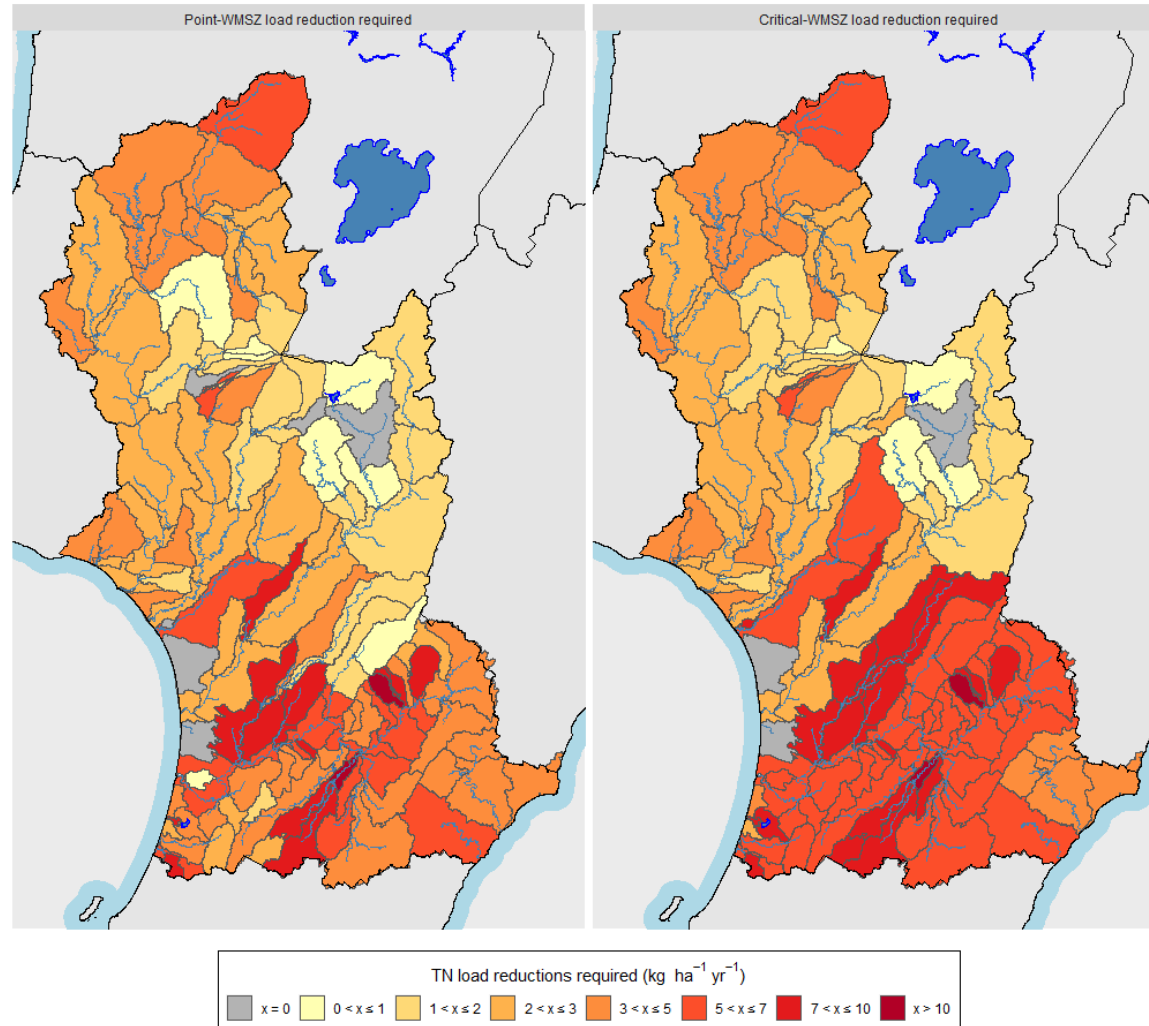 Point-WMSZ load reduction required
Critical-WMSZ load reduction required
TN load reductions required (kg ha⁻¹ yr⁻¹)
x = 0
0 < x ≤ 1
1 < x ≤ 2
2 < x ≤ 3
3 < x ≤ 5
5 < x ≤ 7
7 < x ≤ 10
x > 10